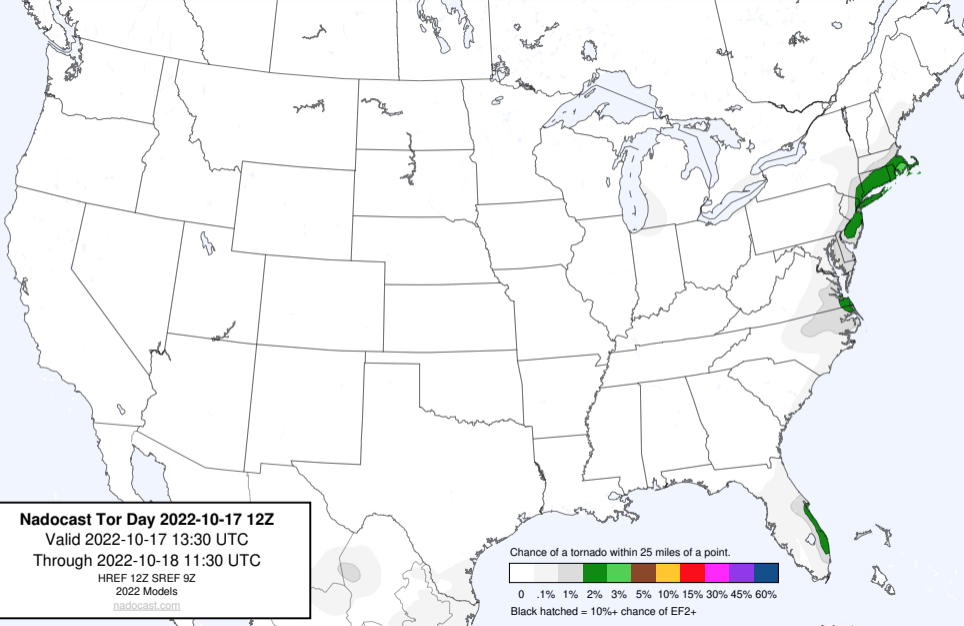 Nadocast Tor Day 2022-10-17 12Z
Valid 2022-10-17 13:30 UTC
Through 2022-10-18 11:30 UTC
HREF 12Z SREF 9Z
2022 Models
nadocast.com
Chance of a tornado within 25 miles of a point.
0 .1% 1% 2% 3% 5% 10% 15% 30% 45% 60%
Black hatched = 10%+ chance of EF2+